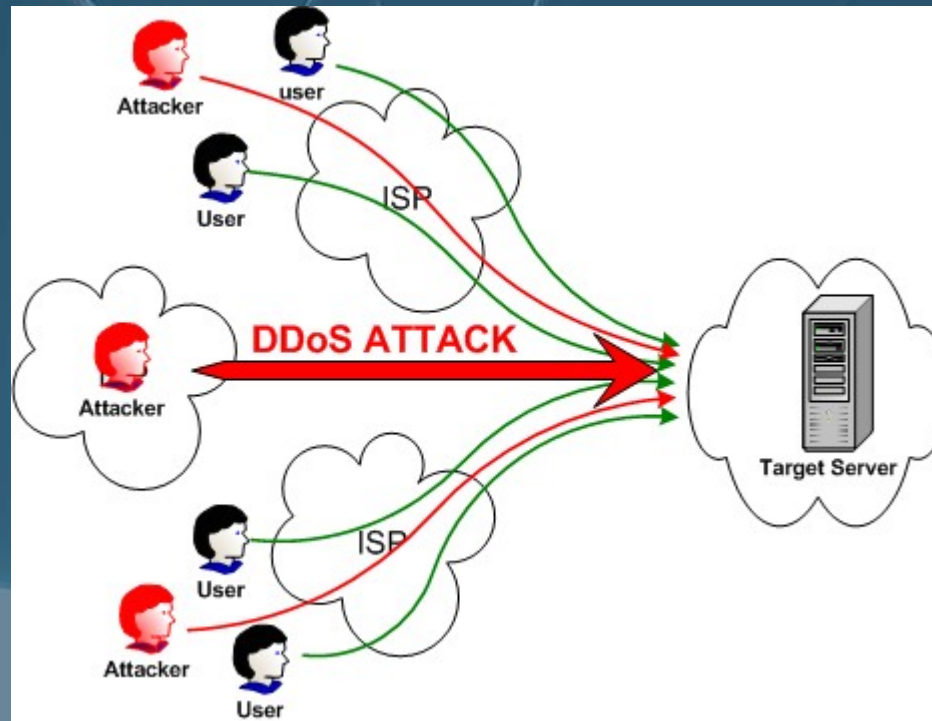 Attacker
user
User
ISP
DDoS ATTACK
Attacker
Target Server
User
ISP
Attacker
User